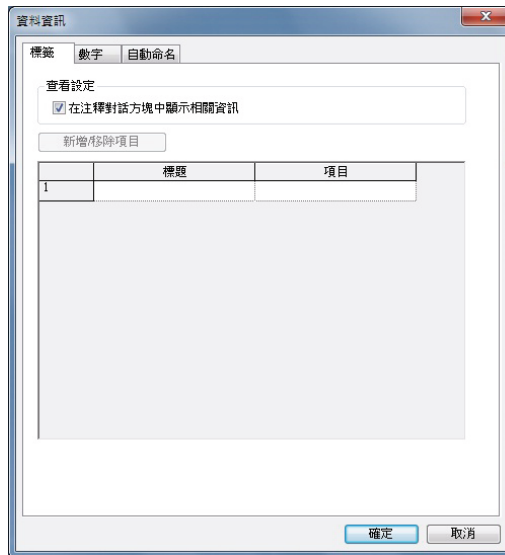 資料資訊
標籤 數字 自動命名
查看設定
在注釋對話方塊中顯示相關資訊
新增/移除項目
標題 項目
1
確定 取消